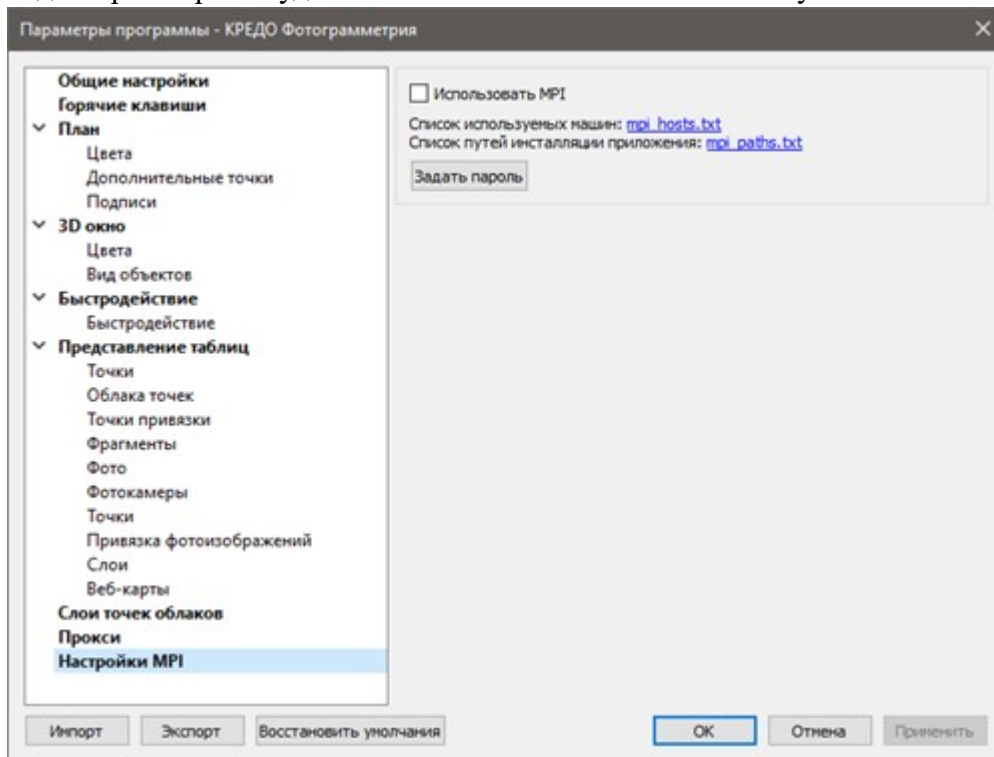 Параметры программы - КРЕДО Фотограмметрия
Общие настройки
Горячие клавиши
План
Цвета
Дополнительные точки
Подписи
3D окно
Цвета
Вид объектов
Быстродействие
Быстродействие
Представление таблиц
Точки
Облака точек
Точки привязки
Фрагменты
Фото
Фотокамеры
Точки
Привязка фотоизображений
Слои
Веб-карты
Слои точек облаков
Прокси
Настройки MPI
Использовать MPI
Список используемых машин: mpi_hosts.txt
Список путей инсталляции приложения: mpi_paths.txt
Задать пароль
Импорт
Экспорт
Восстановить умолчания
OK
Отмена
Применить